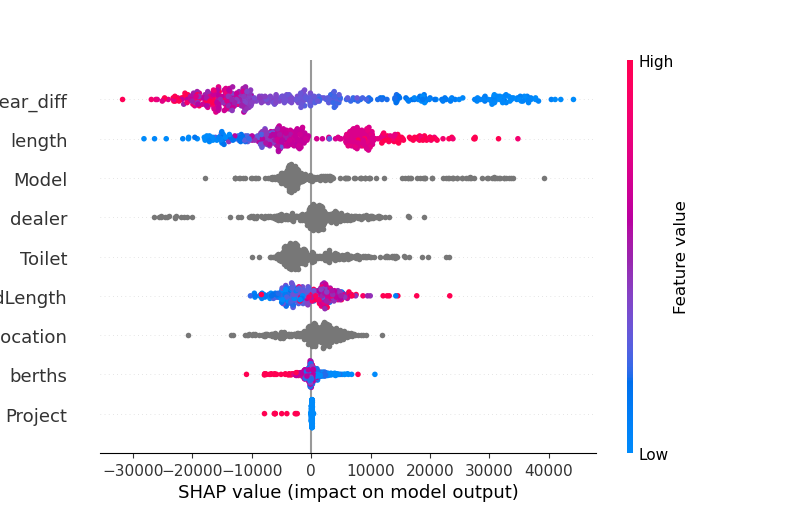 High
ear_diff
length
Model
dealer
Toilet
dLength
ocation
berths
Project
Feature value
Low
−30000 −20000 −10000 0 10000 20000 30000 40000
SHAP value (impact on model output)